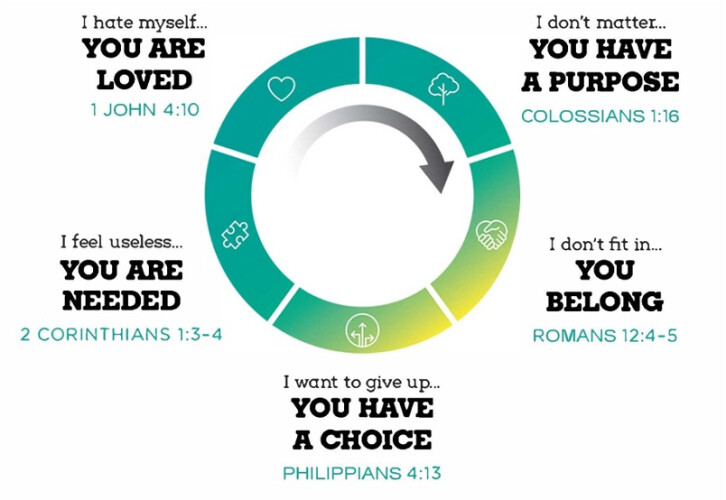 I hate myself...
YOU ARE
LOVED
1 JOHN 4:10
I don't matter...
YOU HAVE
A PURPOSE
COLOSSIANS 1:16
I feel useless...
YOU ARE
NEEDED
2 CORINTHIANS 1:3-4
I don't fit in...
YOU
BELONG
ROMANS 12:4-5
I want to give up...
YOU HAVE
A CHOICE
PHILIPPIANS 4:13